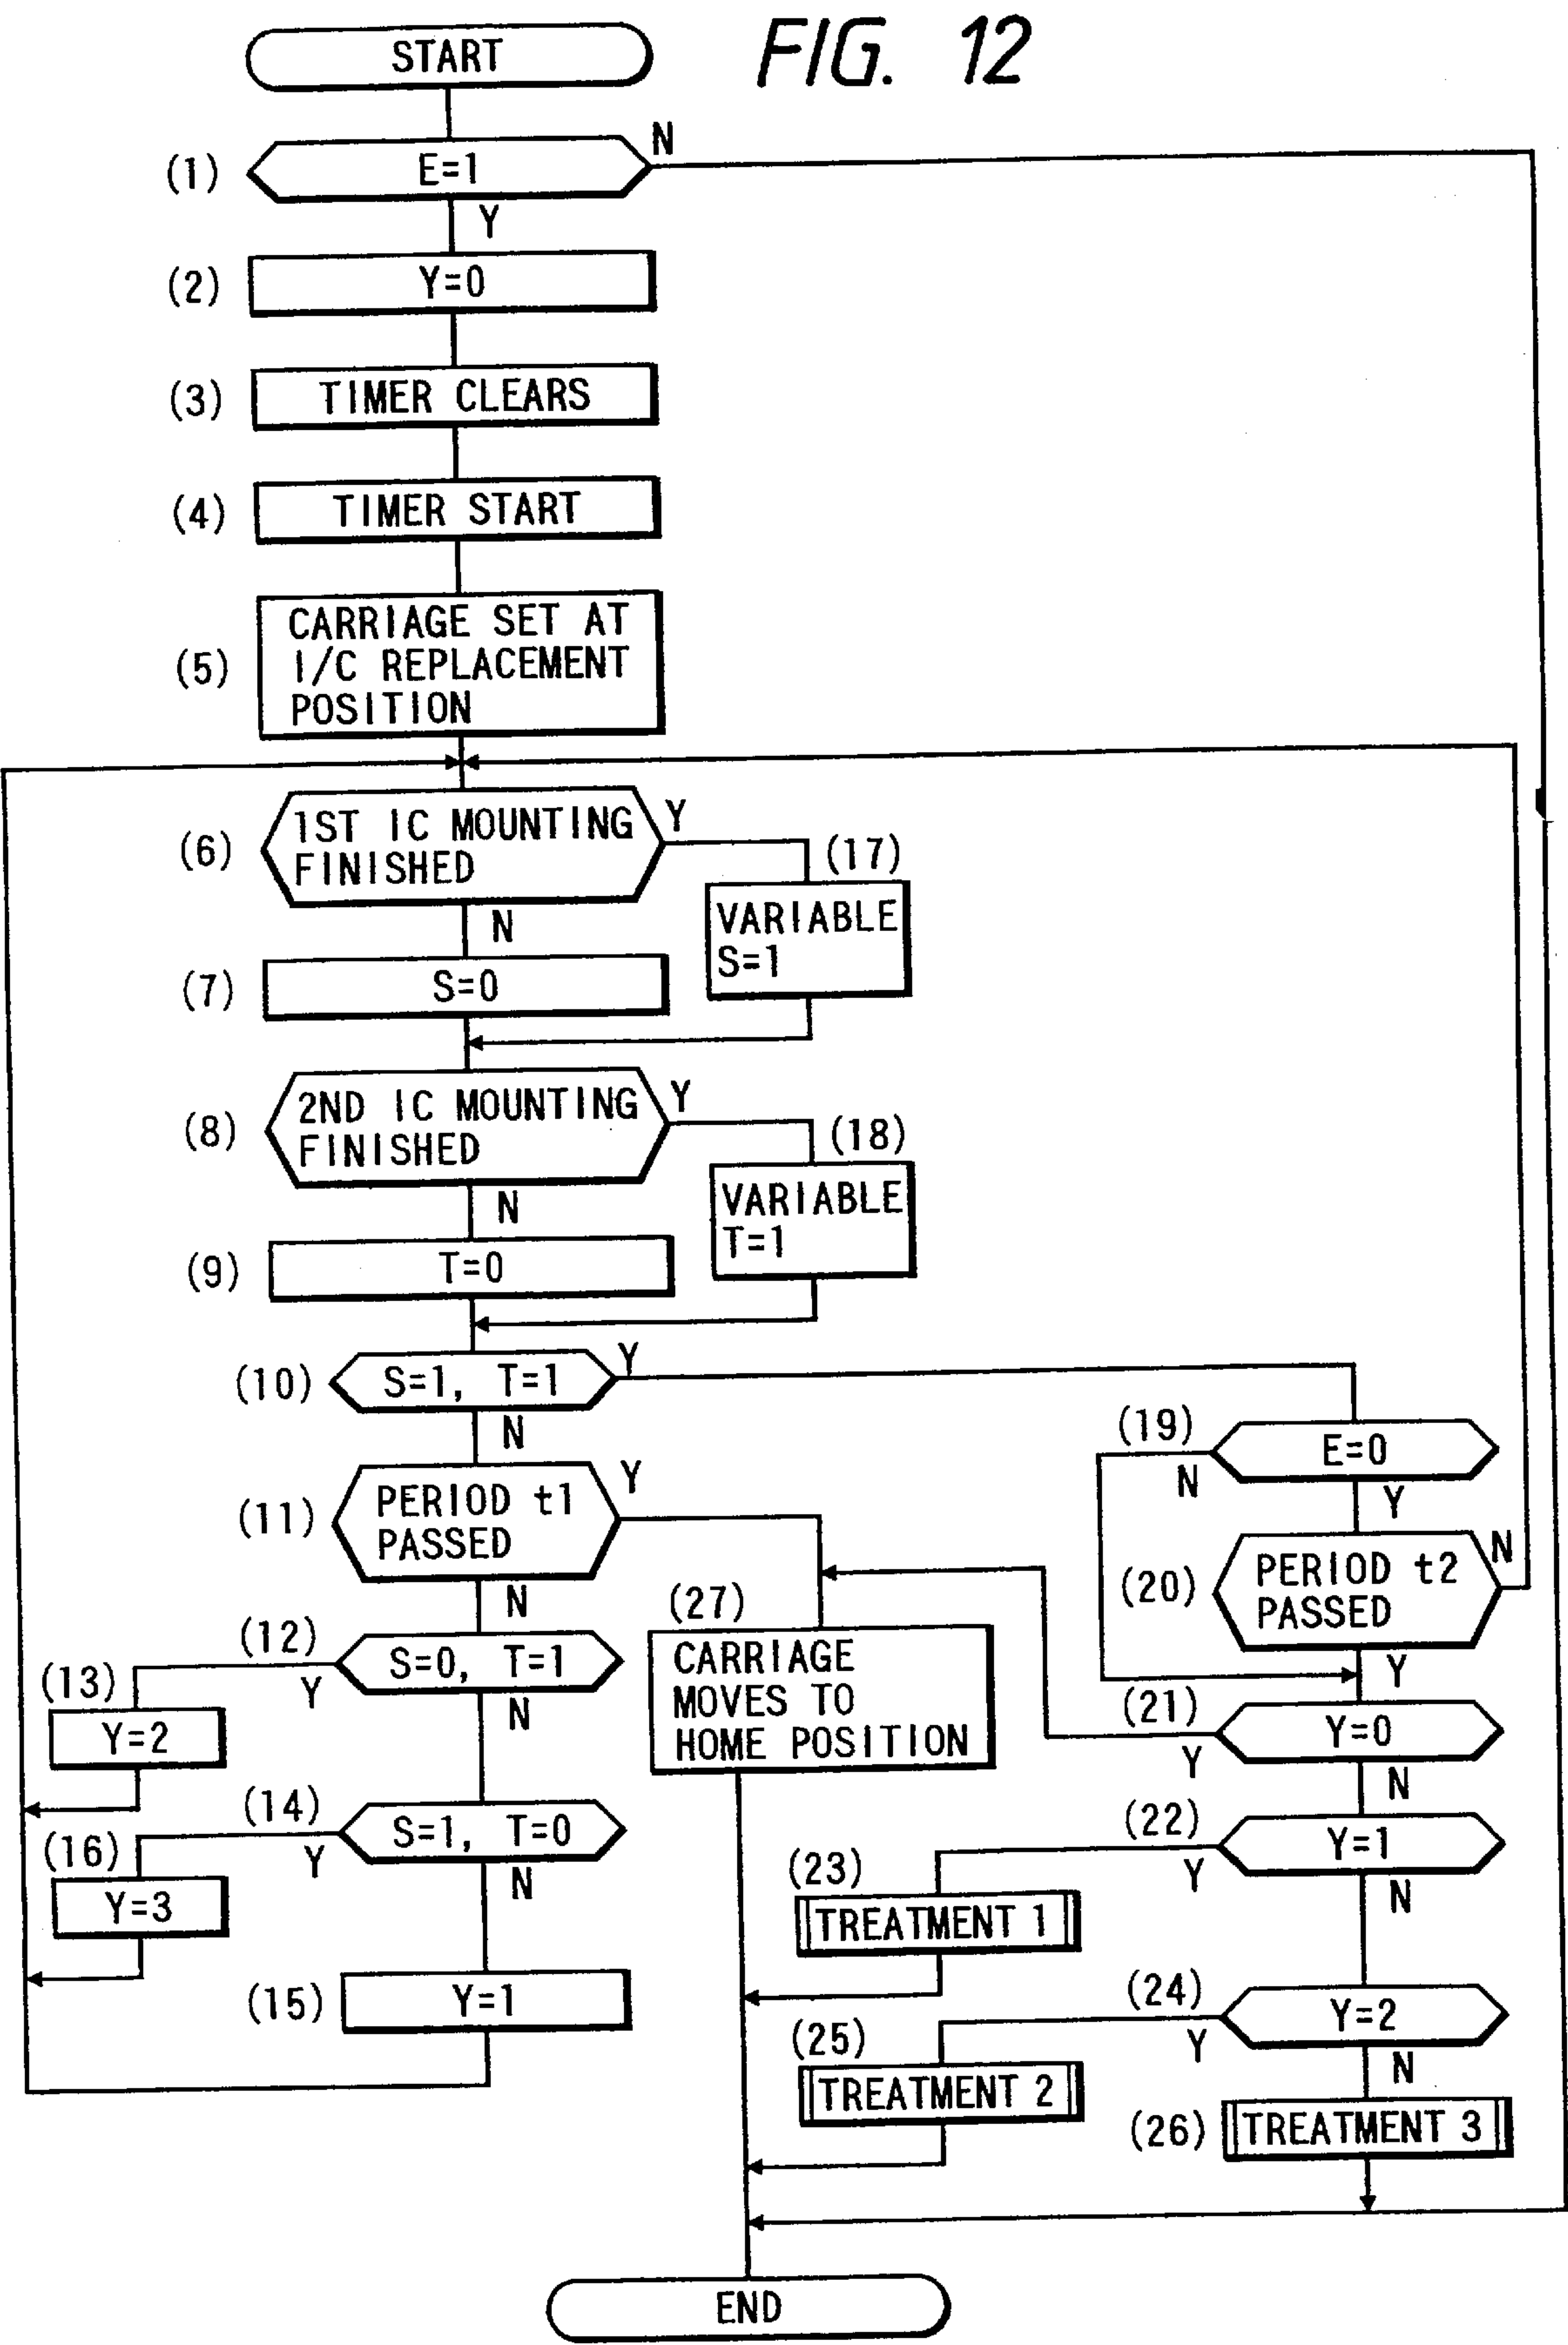 FIG. 12
START
(1)
E=1
N
Y
(2)
Y=0
(3)
TIMER CLEARS
(4)
TIMER START
(5)
CARRIAGE SET AT
I/C REPLACEMENT
POSITION
(6)
1ST IC MOUNTING
FINISHED
Y
N
(17)
VARIABLE
S=1
(7)
S=0
(8)
2ND IC MOUNTING
FINISHED
Y
N
(18)
VARIABLE
T=1
(9)
T=0
(10)
S=1, T=1
Y
N
(11)
PERIOD t1
PASSED
Y
N
(12)
S=0, T=1
Y
N
(13)
Y=2
(14)
S=1, T=0
Y
N
(16)
Y=3
(15)
Y=1
(19)
E=0
N
Y
(20)
PERIOD t2
PASSED
N
Y
(27)
CARRIAGE
MOVES TO
HOME POSITION
(21)
Y=0
Y
N
(22)
Y=1
Y
N
(23)
TREATMENT 1
(24)
Y=2
Y
N
(25)
TREATMENT 2
(26)
TREATMENT 3
END